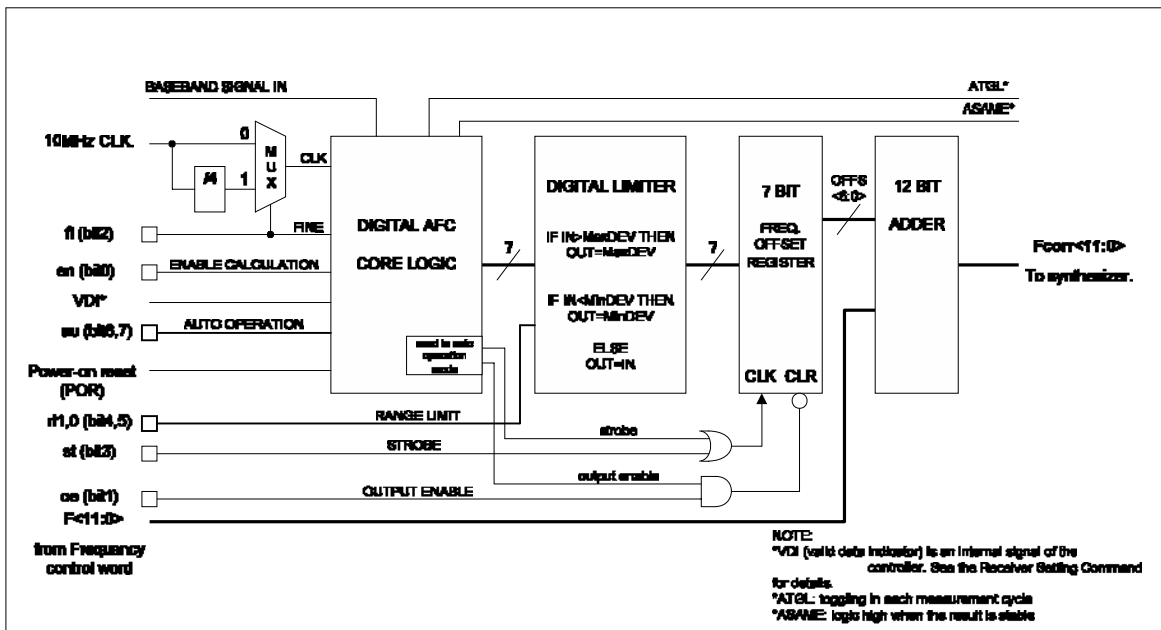 BASEBAND SIGNAL IN
ATGL*
ASAME*
10MHz CLK.
0
/4
1
MUX
CLK
FINE
fi (bit2)
en (bit0)
ENABLE CALCULATION
VDI*
au (bit6,7)
AUTO OPERATION
Power-on reset
(POR)
rl1,0 (bit4,5)
RANGE LIMIT
st (bit3)
STROBE
oe (bit1)
OUTPUT ENABLE
F<11:0>
from Frequency
control word
DIGITAL AFC
CORE LOGIC
used in auto
operation
mode
7
DIGITAL LIMITER
IF IN>MaxDEV THEN
OUT=MaxDEV
IF IN<MinDEV THEN
OUT=MinDEV
ELSE
OUT=IN
7
7 BIT
FREQ.
OFFSET
REGISTER
CLK CLR
strobe
output enable
OFFS
<6:0>
12 BIT
ADDER
Fcorr<11:0>
To synthesizer.
NOTE:
*VDI (valid data indicator) is an internal signal of the
controller. See the Receiver Setting Command
for details.
*ATGL: toggling in each measurement cycle
*ASAME: logic high when the result is stable